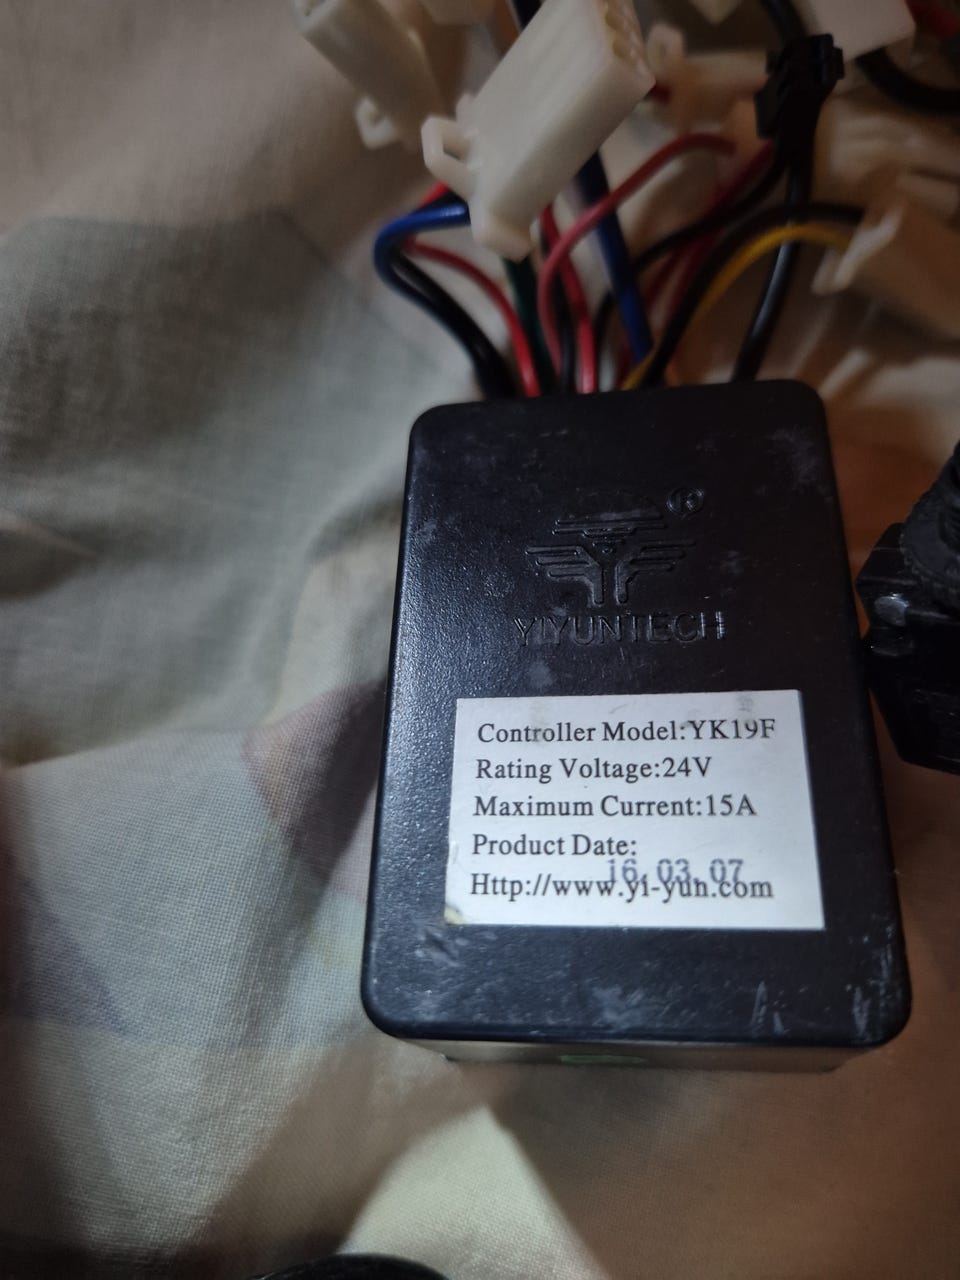 ®
YIYUNTECH
Controller Model:YK19F
Rating Voltage:24V
Maximum Current:15A
Product Date:
16.03.07
Http://www.yi-yun.com